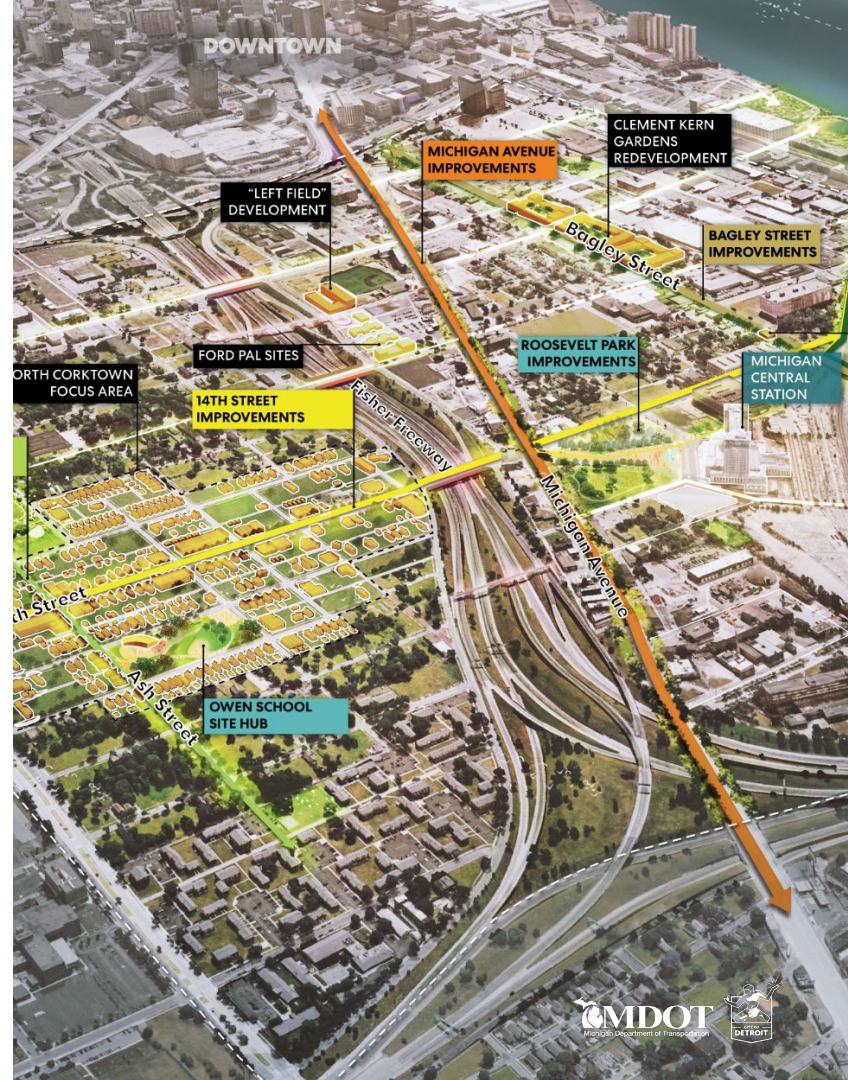 DOWNTOWN
CLEMENT KERN
GARDENS
REDEVELOPMENT
MICHIGAN AVENUE
IMPROVEMENTS
"LEFT FIELD"
DEVELOPMENT
Bagley Street
BAGLEY STREET
IMPROVEMENTS
FORD PAL SITES
ROOSEVELT PARK
IMPROVEMENTS
MICHIGAN
CENTRAL
STATION
ORTH CORKTOWN
FOCUS AREA
14TH STREET
IMPROVEMENTS
Fisher Freeway
Michigan Avenue
th Street
Ash Street
OWEN SCHOOL
SITE HUB
MDOT
Michigan Department of Transportation
CITY OF
DETROIT